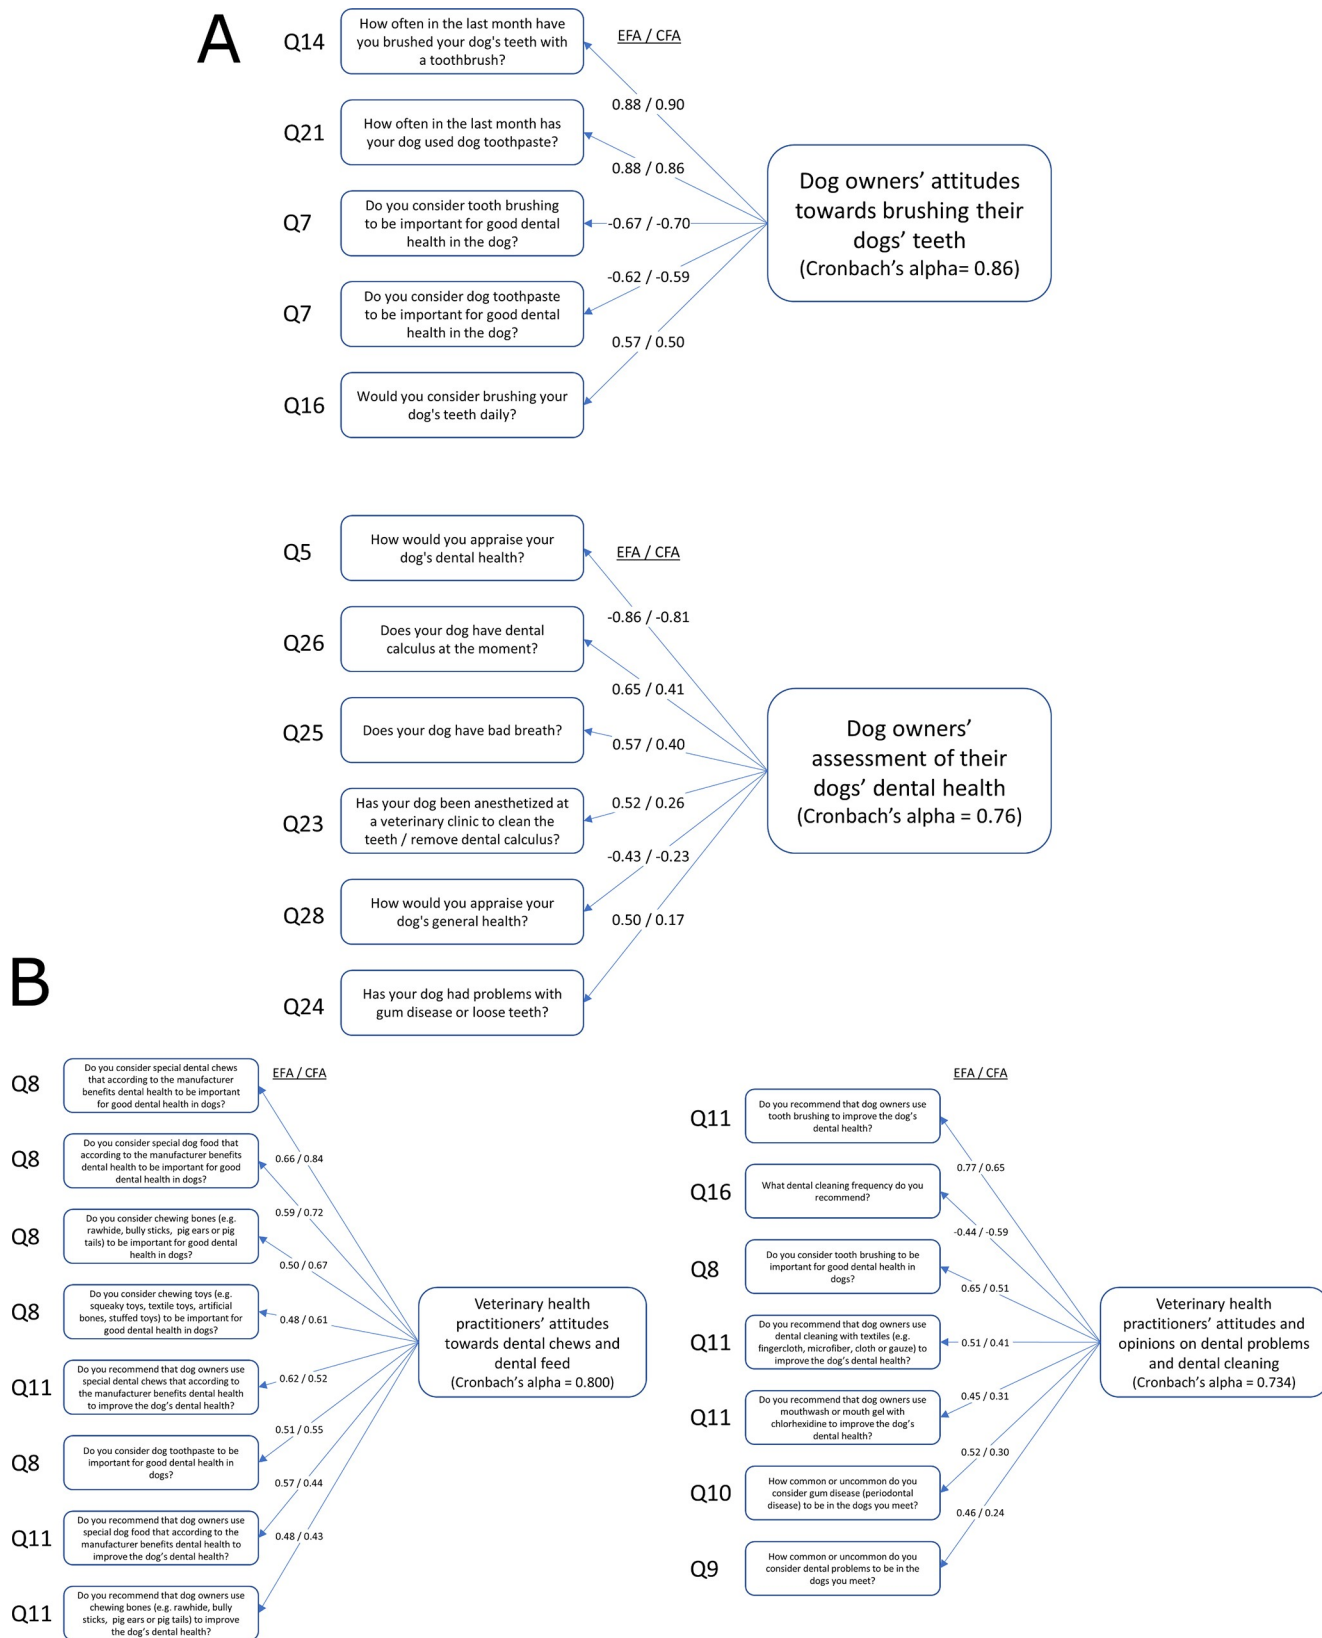 A
EFA / CFA
Q14
How often in the last month have
you brushed your dog's teeth with
a toothbrush?
0.88 / 0.90
Q21
How often in the last month has
your dog used dog toothpaste?
0.88 / 0.86
Q7
Do you consider tooth brushing
to be important for good dental
health in the dog?
-0.67 / -0.70
Q7
Do you consider dog toothpaste
to be important for good dental
health in the dog?
-0.62 / -0.59
Q16
Would you consider brushing your
dog's teeth daily?
0.57 / 0.50
Dog owners’ attitudes
towards brushing their
dogs’ teeth
(Cronbach’s alpha= 0.86)
EFA / CFA
Q5
How would you appraise your
dog's dental health?
-0.86 / -0.81
Q26
Does your dog have dental
calculus at the moment?
0.65 / 0.41
Q25
Does your dog have bad breath?
0.57 / 0.40
Q23
Has your dog been anesthetized at
a veterinary clinic to clean the
teeth / remove dental calculus?
0.52 / 0.26
Q28
How would you appraise your
dog's general health?
-0.43 / -0.23
Q24
Has your dog had problems with
gum disease or loose teeth?
0.50 / 0.17
Dog owners’
assessment of their
dogs’ dental health
(Cronbach’s alpha = 0.76)
B
EFA / CFA
Q8
Do you consider special dental chews
that according to the manufacturer
benefits dental health to be important
for good dental health in dogs?
0.66 / 0.84
Q8
Do you consider special dog food that
according to the manufacturer benefits
dental health to be important for good
dental health in dogs?
0.59 / 0.72
Q8
Do you consider chewing bones (e.g.
rawhide, bully sticks, pig ears or pig
tails) to be important for good dental
health in dogs?
0.50 / 0.67
Q8
Do you consider chewing toys (e.g.
squeaky toys, textile toys, artificial
bones, stuffed toys) to be important for
good dental health in dogs?
0.48 / 0.61
Q11
Do you recommend that dog owners use
special dental chews that according to
the manufacturer benefits dental health
to improve the dog’s dental health?
0.62 / 0.52
Q8
Do you consider dog toothpaste to be
important for good dental health in
dogs?
0.51 / 0.55
Q11
Do you recommend that dog owners use
special dog food that according to the
manufacturer benefits dental health to
improve the dog’s dental health?
0.57 / 0.44
Q11
Do you recommend that dog owners use
chewing bones (e.g. rawhide, bully
sticks, pig ears or pig tails) to improve
the dog’s dental health?
0.48 / 0.43
Veterinary health
practitioners’ attitudes
towards dental chews and
dental feed
(Cronbach’s alpha = 0.800)
EFA / CFA
Q11
Do you recommend that dog owners use
tooth brushing to improve the dog’s
dental health?
0.77 / 0.65
Q16
What dental cleaning frequency do you
recommend?
-0.44 / -0.59
Q8
Do you consider tooth brushing to be
important for good dental health in
dogs?
0.65 / 0.51
Q11
Do you recommend that dog owners use
dental cleaning with textiles (e.g.
fingercloth, microfiber, cloth or gauze) to
improve the dog’s dental health?
0.51 / 0.41
Q11
Do you recommend that dog owners use
mouthwash or mouth gel with
chlorhexidine to improve the dog’s
dental health?
0.45 / 0.31
Q10
How common or uncommon do you
consider gum disease (periodontal
disease) to be in the dogs you meet?
0.52 / 0.30
Q9
How common or uncommon do you
consider dental problems to be in the
dogs you meet?
0.46 / 0.24
Veterinary health
practitioners’ attitudes and
opinions on dental problems
and dental cleaning
(Cronbach’s alpha = 0.734)